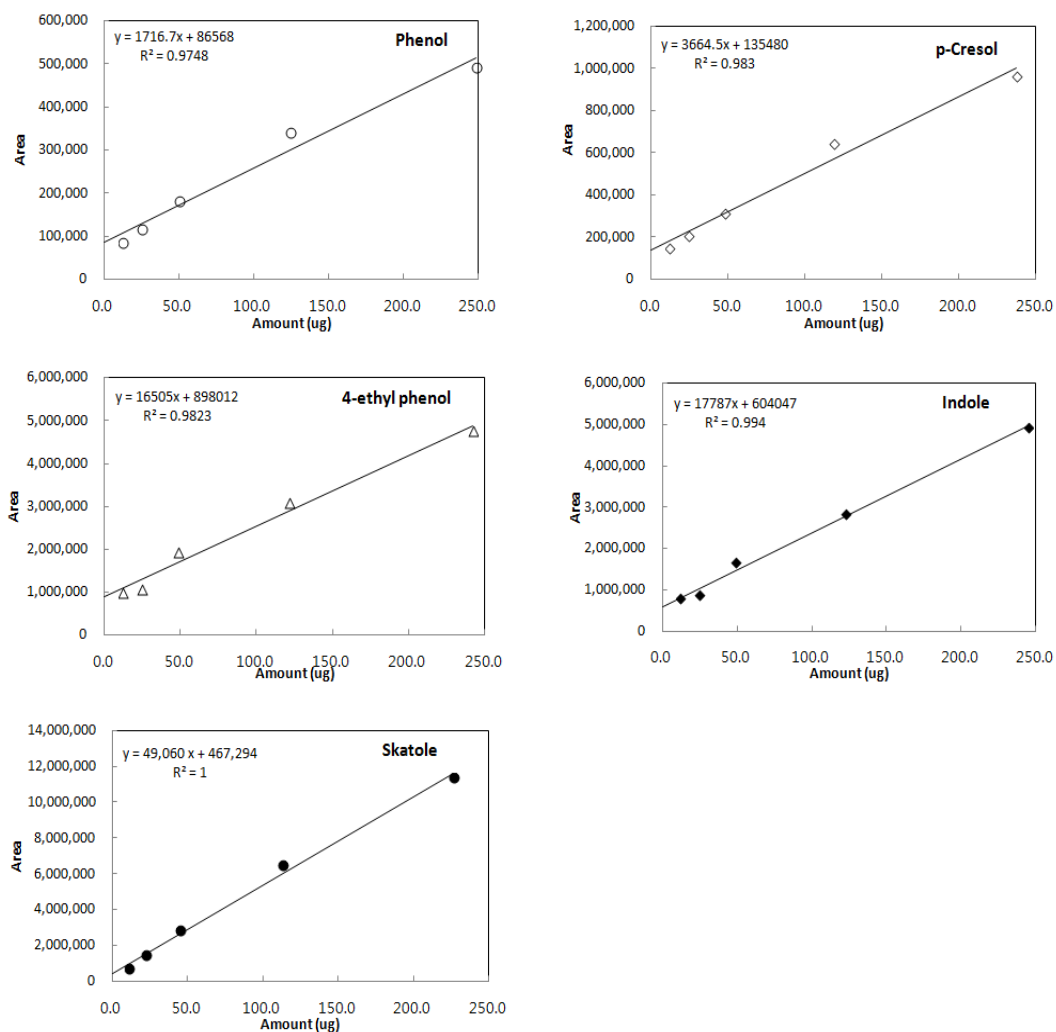 Phenol
y = 1716.7x + 86568
R² = 0.9748
600,000
500,000
400,000
300,000
200,000
100,000
0
Area
0.0 50.0 100.0 150.0 200.0 250.0
Amount (ug)
p-Cresol
y = 3664.5x + 135480
R² = 0.983
1,200,000
1,000,000
800,000
600,000
400,000
200,000
0
Area
0.0 50.0 100.0 150.0 200.0 250.0
Amount (ug)
4-ethyl phenol
y = 16505x + 898012
R² = 0.9823
6,000,000
5,000,000
4,000,000
3,000,000
2,000,000
1,000,000
0
Area
0.0 50.0 100.0 150.0 200.0 250.0
Amount (ug)
Indole
y = 17787x + 604047
R² = 0.994
6,000,000
5,000,000
4,000,000
3,000,000
2,000,000
1,000,000
0
Area
0.0 50.0 100.0 150.0 200.0 250.0
Amount (ug)
Skatole
y = 49,060 x + 467,294
R² = 1
14,000,000
12,000,000
10,000,000
8,000,000
6,000,000
4,000,000
2,000,000
0
Area
0.0 50.0 100.0 150.0 200.0 250.0
Amount (ug)